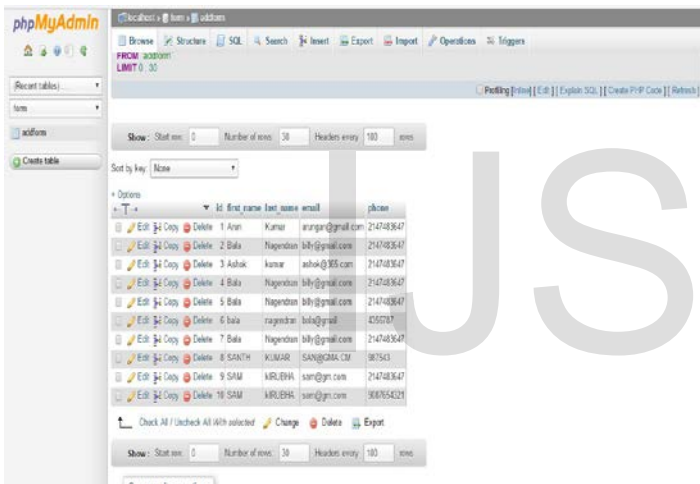 phpMyAdmin
localhost » form » addform
Browse Structure SQL Search Insert Export Import Operations Triggers
FROM `addform`
LIMIT 0 , 30
Profiling [Inline] [ Edit ] [ Explain SQL ] [ Create PHP Code ] [ Refresh ]
(Recent tables) ...
form
addform
Create table
Show : Start row: 0 Number of rows: 30 Headers every 100 rows
Sort by key: None
+ Options
←T→ id first_name last_name email phone
Edit Copy Delete 1 Arun Kumar arungan@gmail.com 2147483647
Edit Copy Delete 2 Bala Nagendran billy@gmail.com 2147483647
Edit Copy Delete 3 Ashok kumar ashok@365.com 2147483647
Edit Copy Delete 4 Bala Nagendran billy@gmail.com 2147483647
Edit Copy Delete 5 Bala Nagendran billy@gmail.com 2147483647
Edit Copy Delete 6 bala nagendran bala@gmail 4355787
Edit Copy Delete 7 Bala Nagendran billy@gmail.com 2147483647
Edit Copy Delete 8 SANTH KUMAR SAN@GMA.CM 987543
Edit Copy Delete 9 SAM kIRUBHA sam@gm.com 2147483647
Edit Copy Delete 10 SAM kIRUBHA sam@gm.com 9087654321
Check All / Uncheck All With selected: Change Delete Export
Show : Start row: 0 Number of rows: 30 Headers every 100 rows
IJS